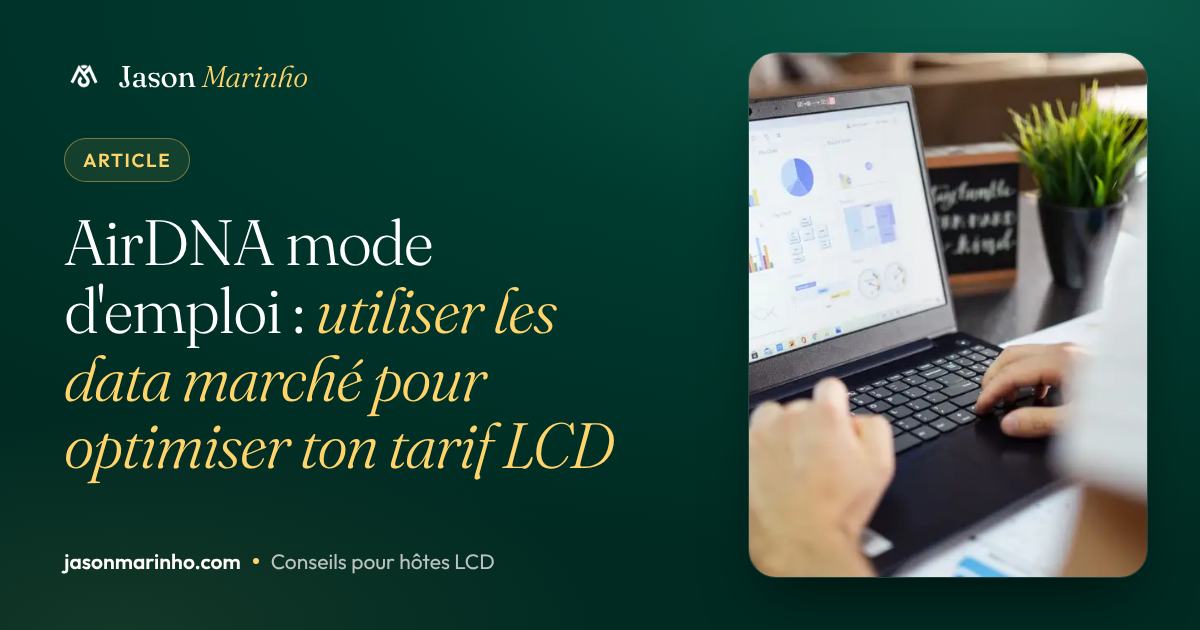 Jason Marinho
ARTICLE
AirDNA mode
d'emploi : utiliser les
data marché pour
optimiser ton tarif LCD
jasonmarinho.com • Conseils pour hôtes LCD